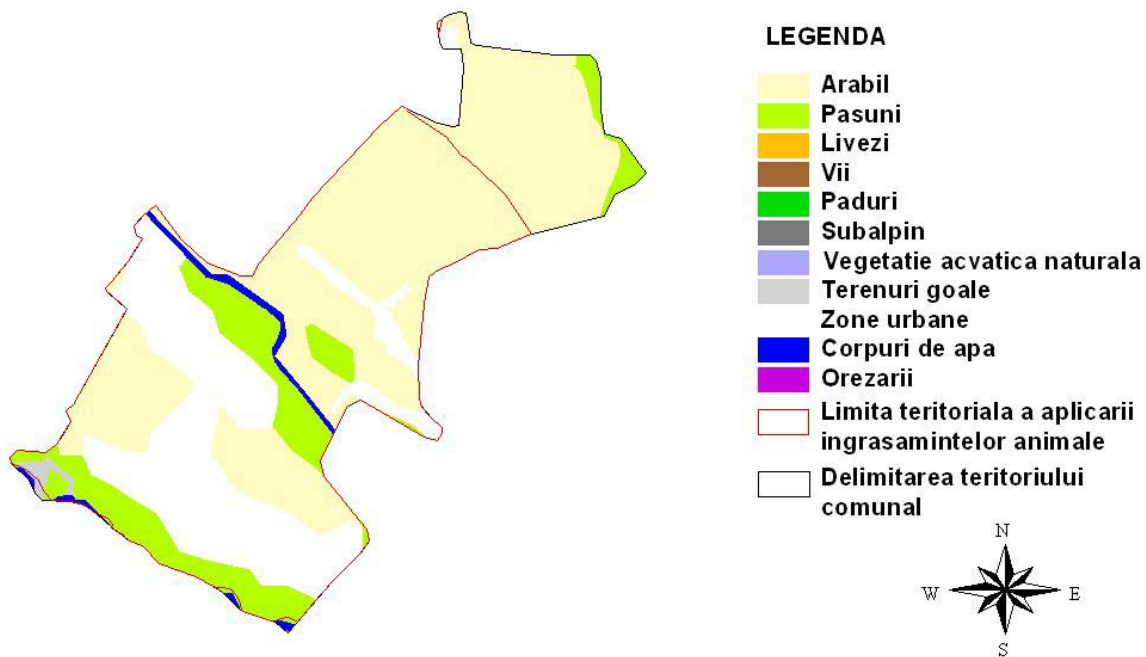 LEGENDA
Arabil
Pasuni
Livezi
Vii
Paduri
Subalpin
Vegetatie acvatica naturala
Terenuri goale
Zone urbane
Corpuri de apa
Orezarii
Limita teritoriala a aplicarii
ingrasamintelor animale
Delimitarea teritoriului
comunal
N
W E
S